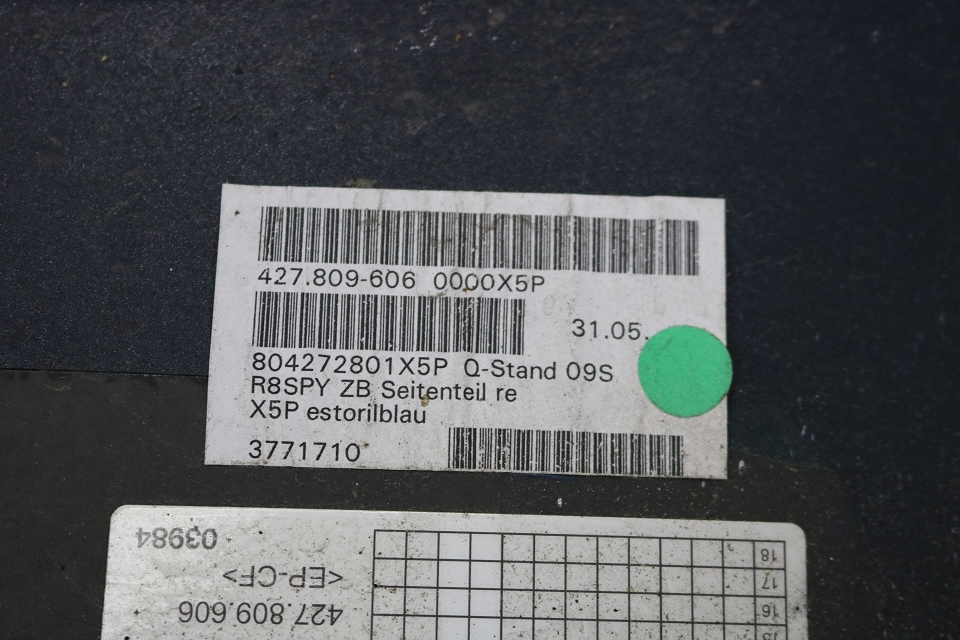 427.809-606 0000X5P
31.05.
804272801X5P Q-Stand 09S
R8SPY ZB Seitenteil re
X5P estorilblau
3771710
03984
<EP-CF>
427.809.606
18
17
16